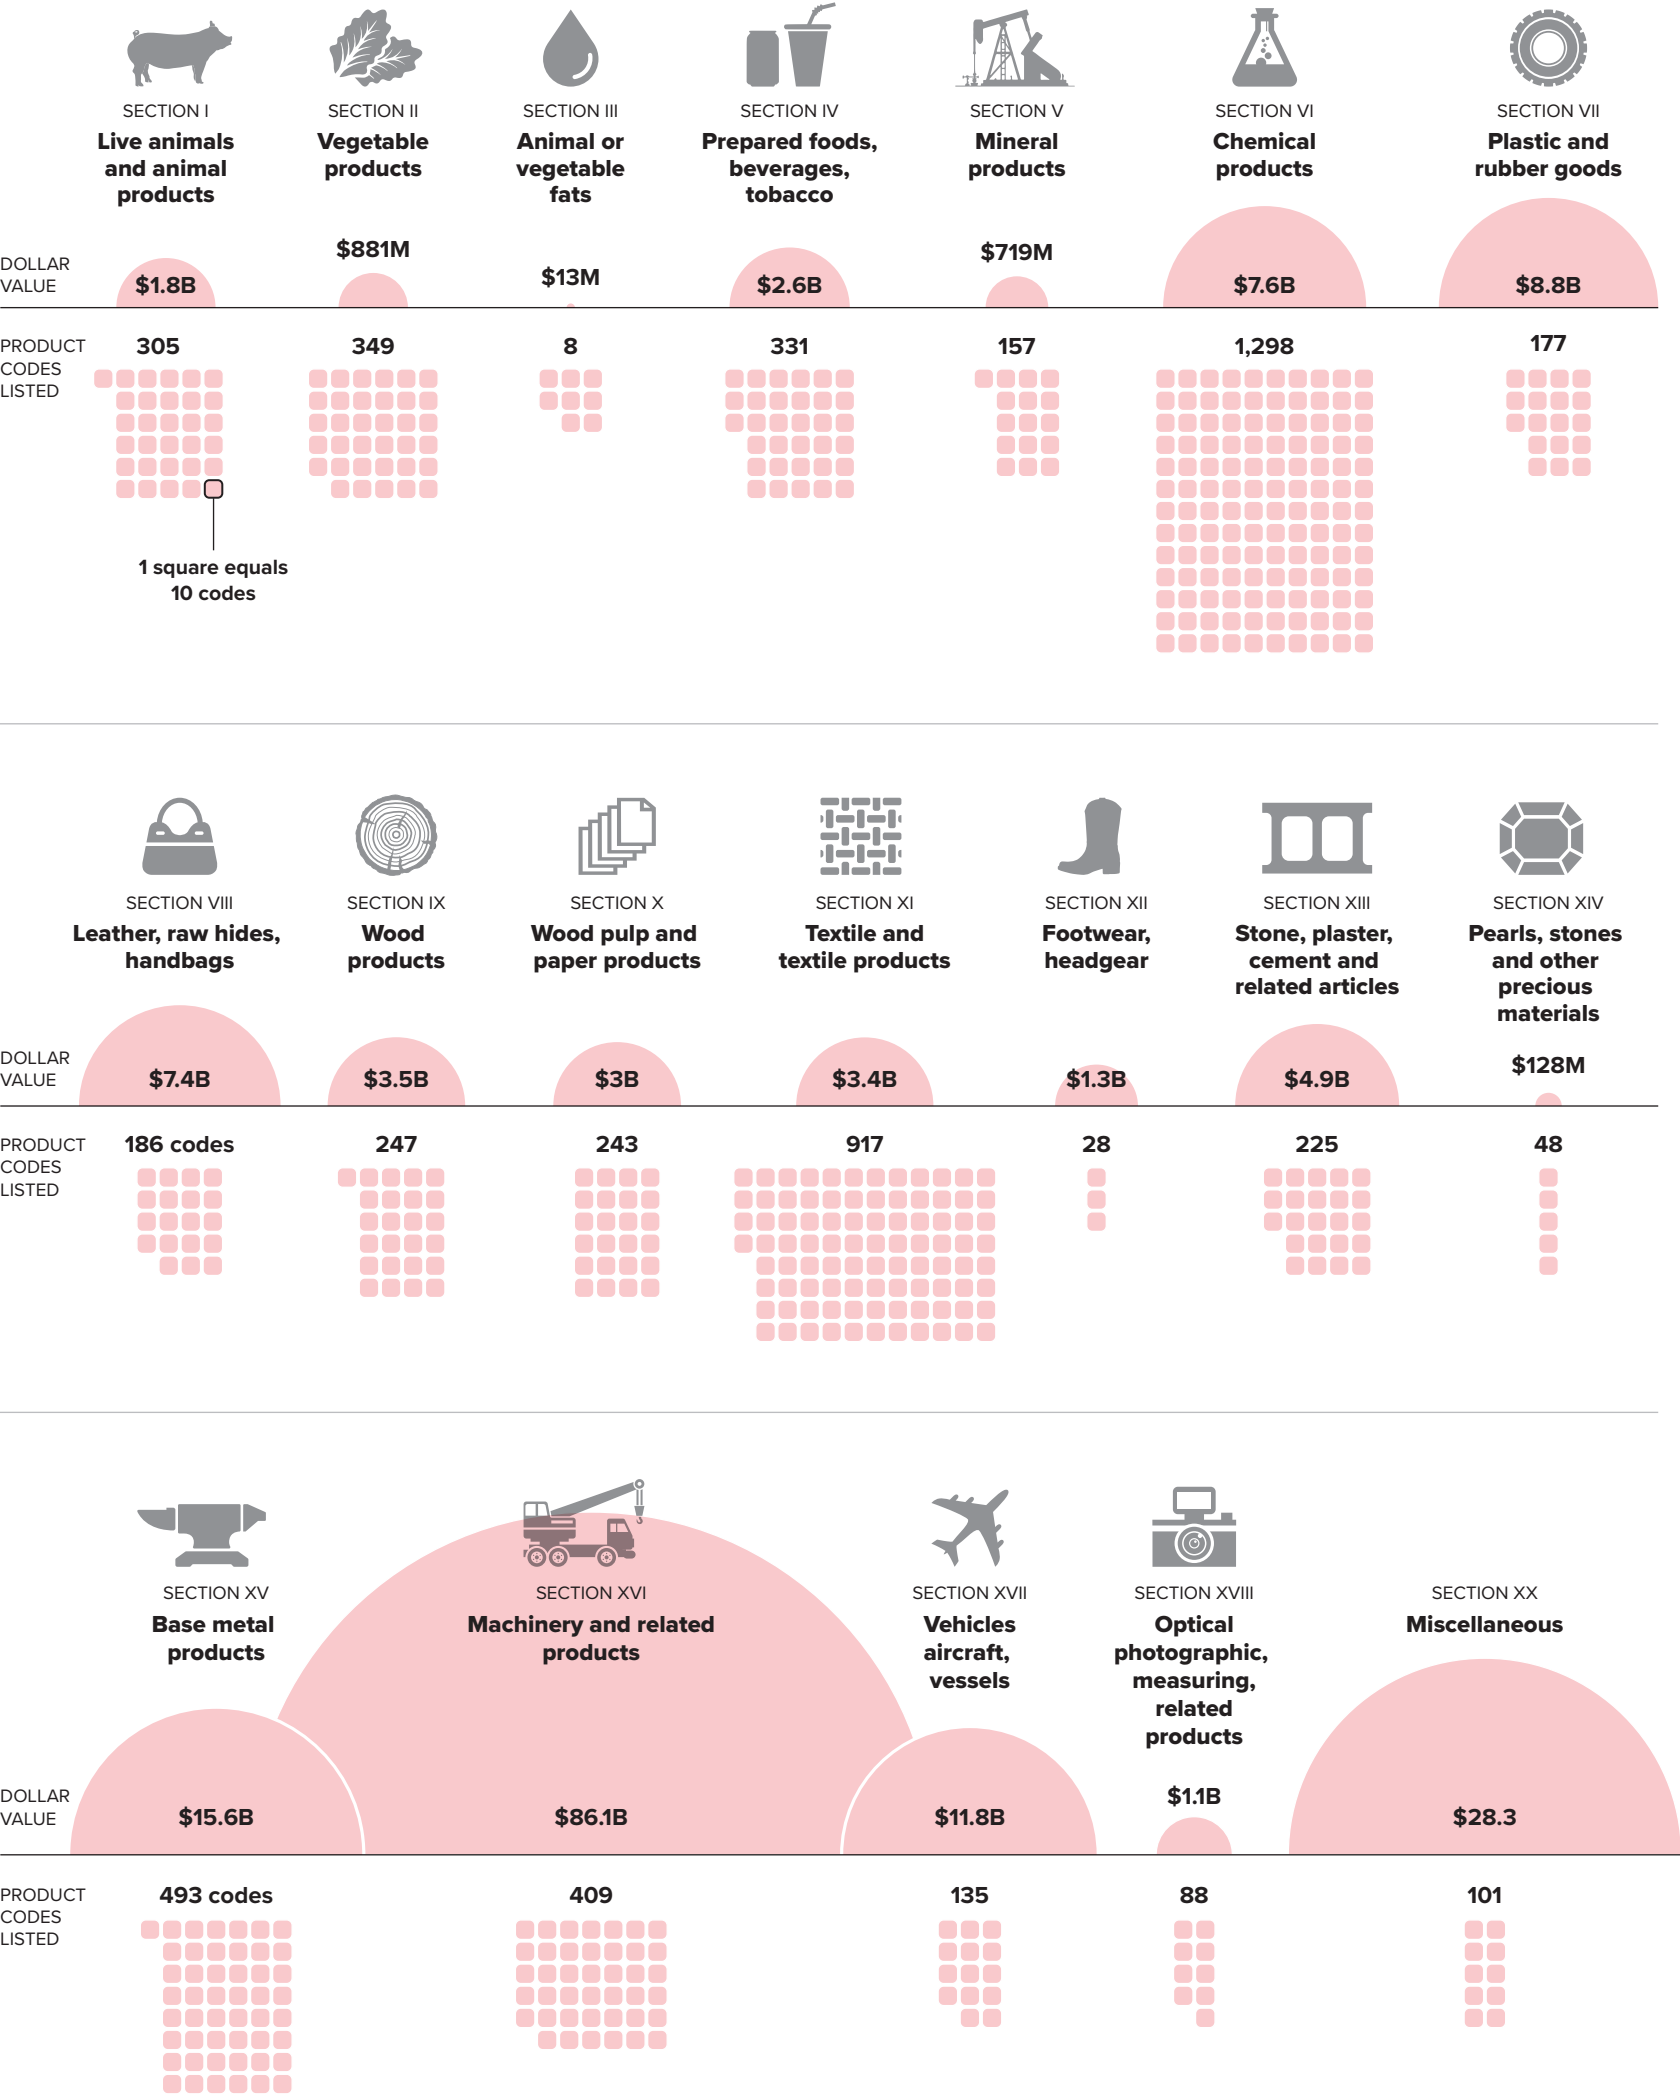 SECTION I
Live animals
and animal
products
SECTION II
Vegetable
products
SECTION III
Animal or
vegetable
fats
SECTION IV
Prepared foods,
beverages,
tobacco
SECTION V
Mineral
products
SECTION VI
Chemical
products
SECTION VII
Plastic and
rubber goods
DOLLAR
VALUE
$1.8B
$881M
$13M
$2.6B
$719M
$7.6B
$8.8B
PRODUCT
CODES
LISTED
305
349
8
331
157
1,298
177
1 square equals
10 codes
SECTION VIII
Leather, raw hides,
handbags
SECTION IX
Wood
products
SECTION X
Wood pulp and
paper products
SECTION XI
Textile and
textile products
SECTION XII
Footwear,
headgear
SECTION XIII
Stone, plaster,
cement and
related articles
SECTION XIV
Pearls, stones
and other
precious
materials
DOLLAR
VALUE
$7.4B
$3.5B
$3B
$3.4B
$1.3B
$4.9B
$128M
PRODUCT
CODES
LISTED
186 codes
247
243
917
28
225
48
SECTION XV
Base metal
products
SECTION XVI
Machinery and related
products
SECTION XVII
Vehicles
aircraft,
vessels
SECTION XVIII
Optical
photographic,
measuring,
related
products
SECTION XX
Miscellaneous
DOLLAR
VALUE
$15.6B
$86.1B
$11.8B
$1.1B
$28.3
PRODUCT
CODES
LISTED
493 codes
409
135
88
101